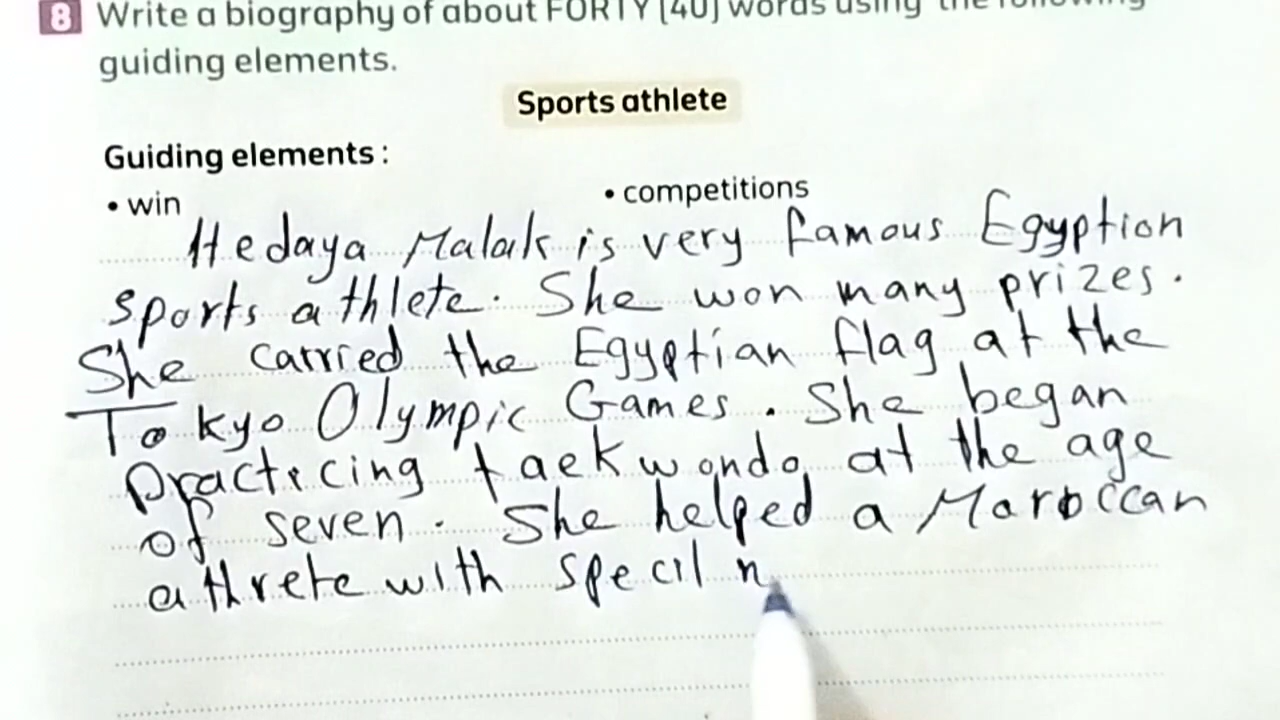 8 Write a biography of about FORTY [40] words using the following
guiding elements.
Sports athlete
Guiding elements :
• win • competitions
Hedaya Malak is very famous Egyption
sports athlete. She won many prizes.
She carried the Egyptian flag at the
Tokyo Olympic Games. She began
practicing taekwondo at the age
of seven. She helped a Maroccan
athrete with specil n